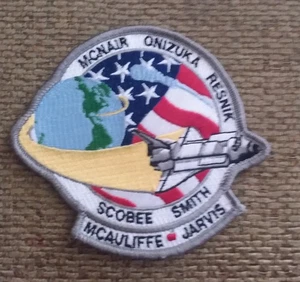 MCNAIR ONIZUKA RESNIK
SCOBEE SMITH
MCAULIFFE JARVIS